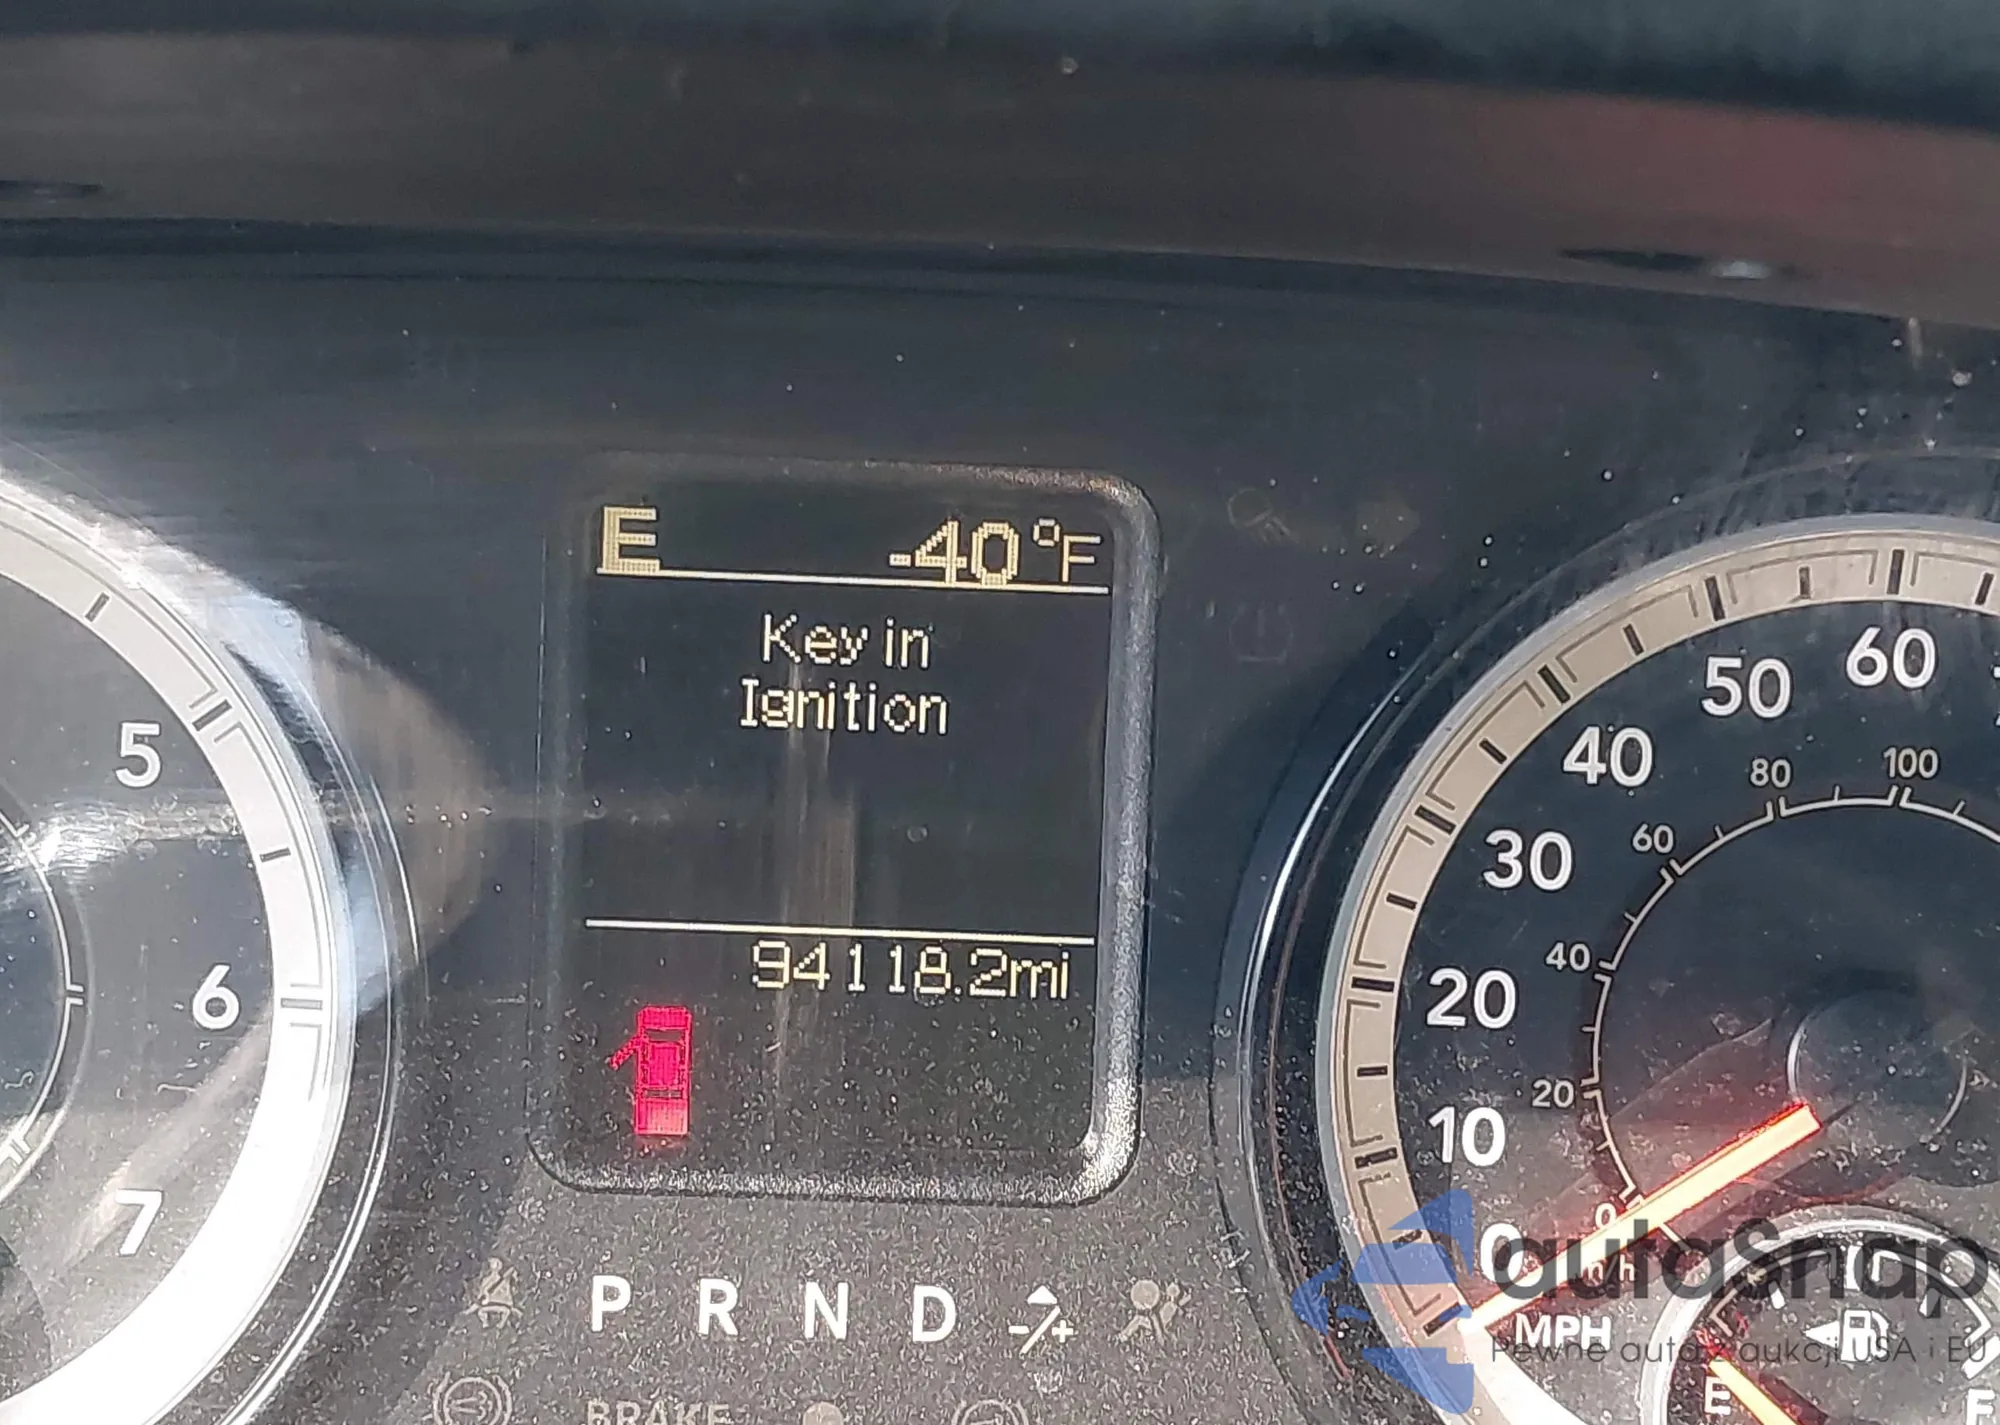 E -40°F
Key in
Ignition
94118.2mi
5
6
7
P R N D -/+
BRAKE
0 10 20 30 40 50 60
0 20 40 60 80 100
MPH
E F
autoSnap
Pewne auta z aukcji USA i EU